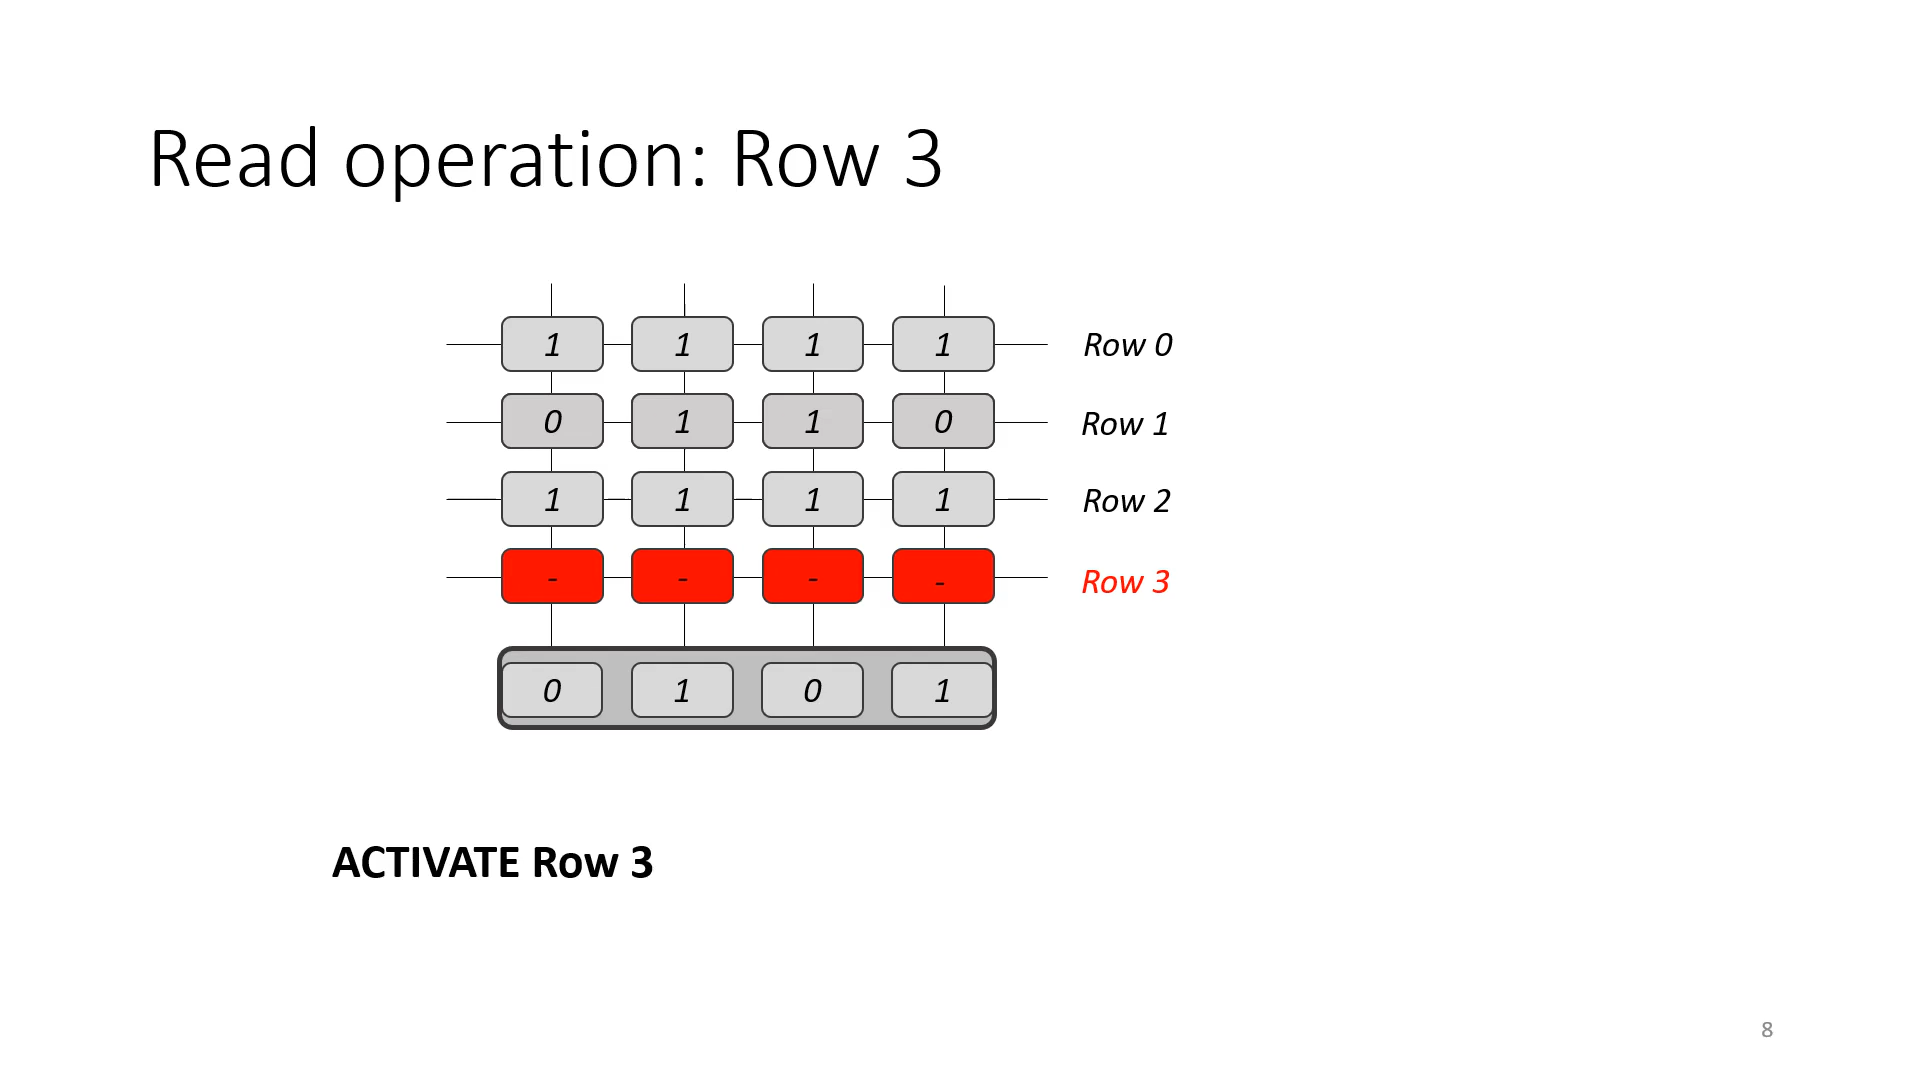 Read operation: Row 3
1 1 1 1 Row 0
0 1 1 0 Row 1
1 1 1 1 Row 2
- - - - Row 3
0 1 0 1
ACTIVATE Row 3
8